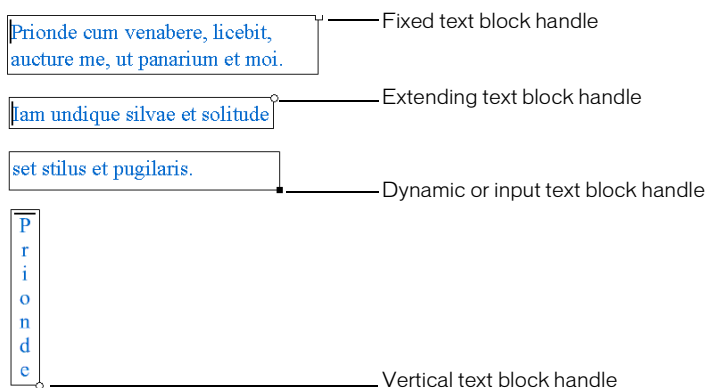 Prionde cum venabere, licebit,
aucture me, ut panarium et moi.
Fixed text block handle
Iam undique silvae et solitude
Extending text block handle
set stilus et pugilaris.
Dynamic or input text block handle
P
r
i
o
n
d
e
Vertical text block handle